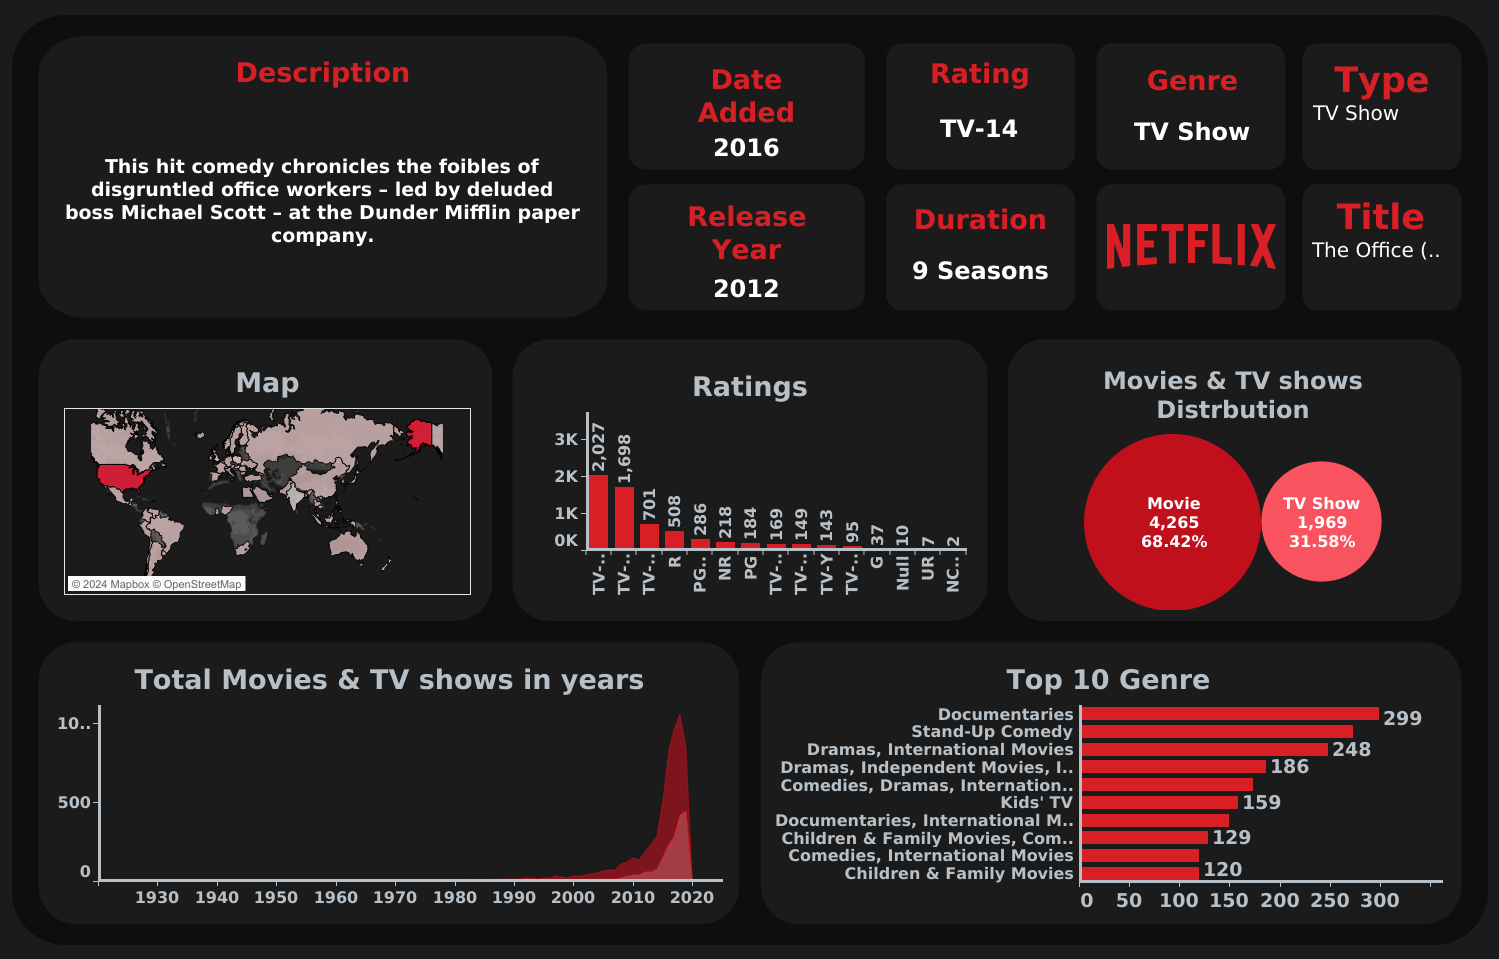 Description
This hit comedy chronicles the foibles of
disgruntled office workers – led by deluded
boss Michael Scott – at the Dunder Mifflin paper
company.
Date
Added
2016
Rating
TV-14
Genre
TV Show
Type
TV Show
Release
Year
2012
Duration
9 Seasons
NETFLIX
Title
The Office (..
Map
© 2024 Mapbox © OpenStreetMap
Ratings
3K
2K
1K
0K
2,027
1,698
701
508
286
218
184
169
149
143
95
37
10
7
2
TV-..
TV-..
TV-..
R
PG..
NR
PG
TV-..
TV-..
TV-Y
TV-..
G
Null
UR
NC..
Movies & TV shows
Distrbution
Movie
4,265
68.42%
TV Show
1,969
31.58%
Total Movies & TV shows in years
10..
500
0
1930 1940 1950 1960 1970 1980 1990 2000 2010 2020
Top 10 Genre
Documentaries 299
Stand-Up Comedy
Dramas, International Movies 248
Dramas, Independent Movies, I.. 186
Comedies, Dramas, Internation..
Kids' TV 159
Documentaries, International M..
Children & Family Movies, Com.. 129
Comedies, International Movies
Children & Family Movies 120
0 50 100 150 200 250 300